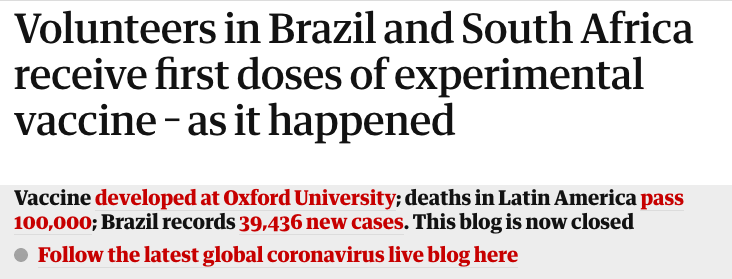 Volunteers in Brazil and South Africa
receive first doses of experimental
vaccine – as it happened
Vaccine developed at Oxford University; deaths in Latin America pass
100,000; Brazil records 39,436 new cases. This blog is now closed
Follow the latest global coronavirus live blog here